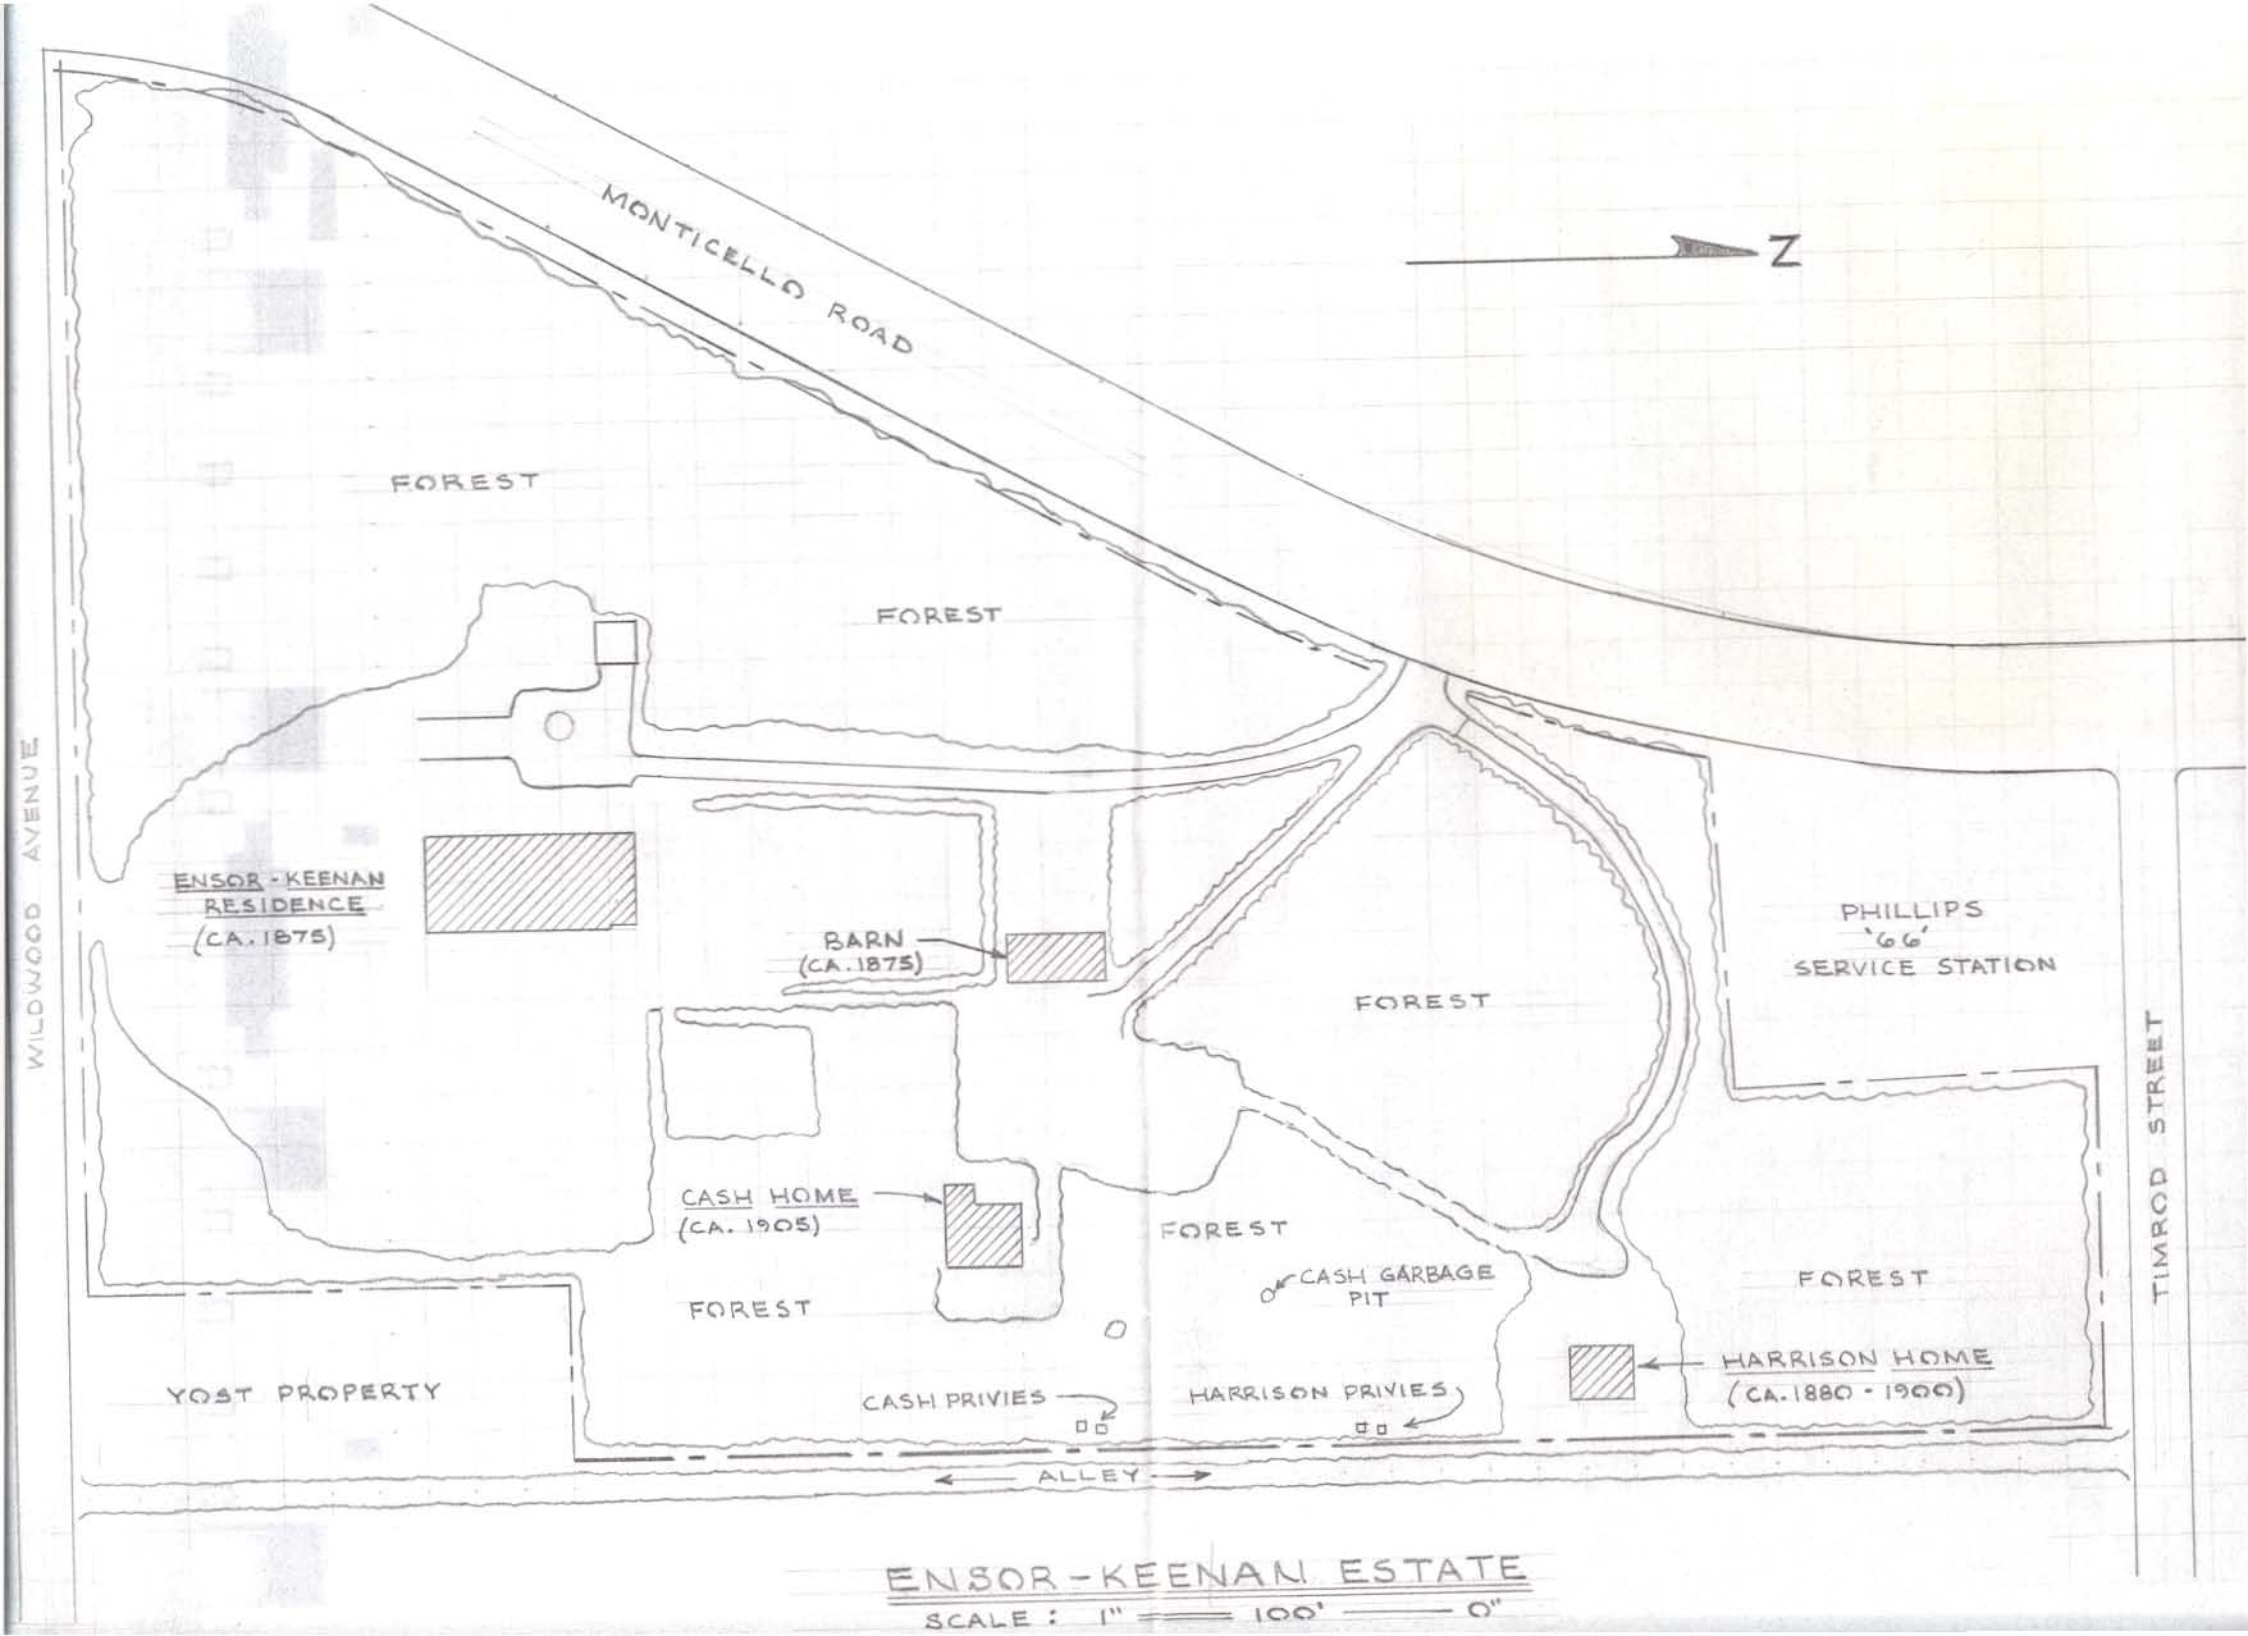 MONTICELLO ROAD
Z
FOREST
FOREST
WILDWOOD AVENUE
ENSOR - KEENAN
RESIDENCE
(CA. 1875)
BARN
(CA. 1875)
PHILLIPS
'66'
SERVICE STATION
FOREST
TIMROD STREET
CASH HOME
(CA. 1905)
FOREST
CASH GARBAGE
PIT
FOREST
FOREST
HARRISON HOME
(CA. 1880 - 1900)
YOST PROPERTY
CASH PRIVIES
HARRISON PRIVIES
ALLEY
ENSOR - KEENAN ESTATE
SCALE : 1" = 100' — 0"